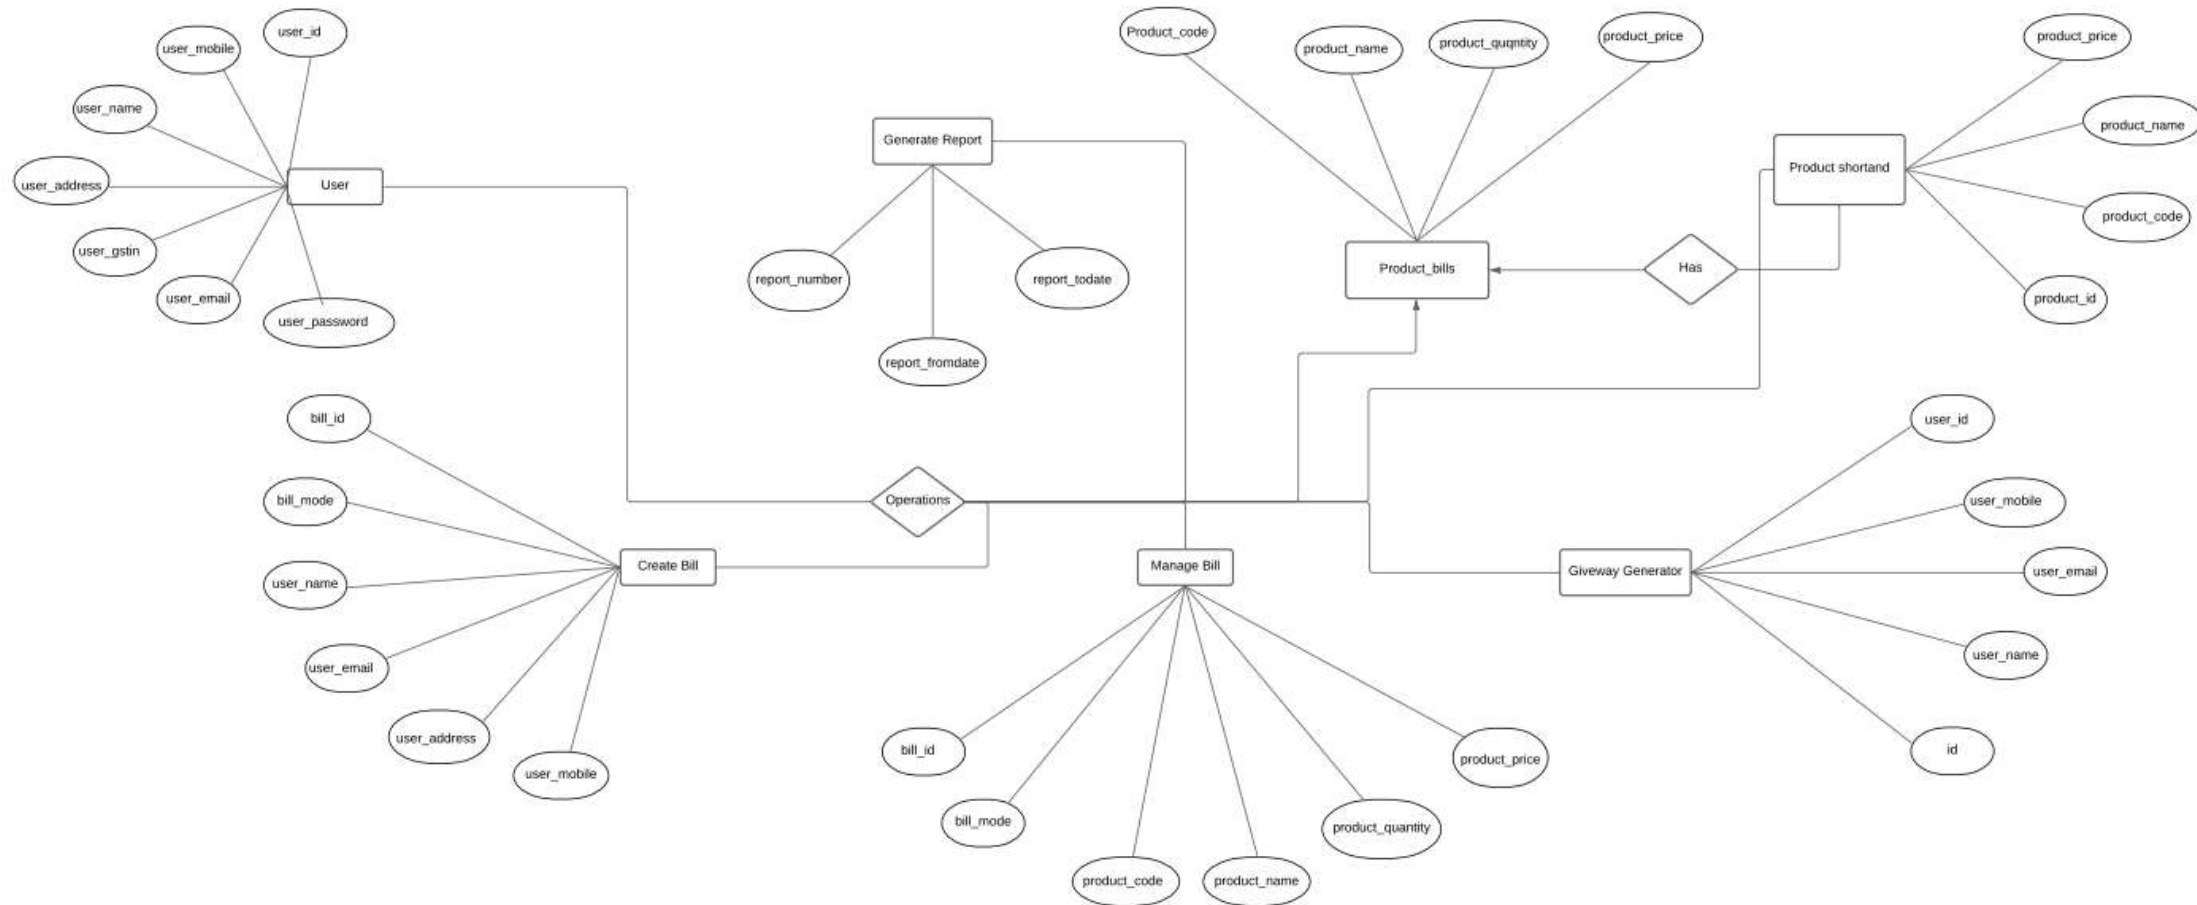 user_id
user_mobile
user_name
user_address
user_gstin
user_email
user_password
User
Generate Report
report_number
report_fromdate
report_todate
Product_code
product_name
product_quqntity
product_price
Product_bills
Has
Product shortand
product_price
product_name
product_code
product_id
Operations
bill_id
bill_mode
user_name
user_email
user_address
user_mobile
Create Bill
Manage Bill
bill_id
bill_mode
product_code
product_name
product_quantity
product_price
Giveway Generator
user_id
user_mobile
user_email
user_name
id